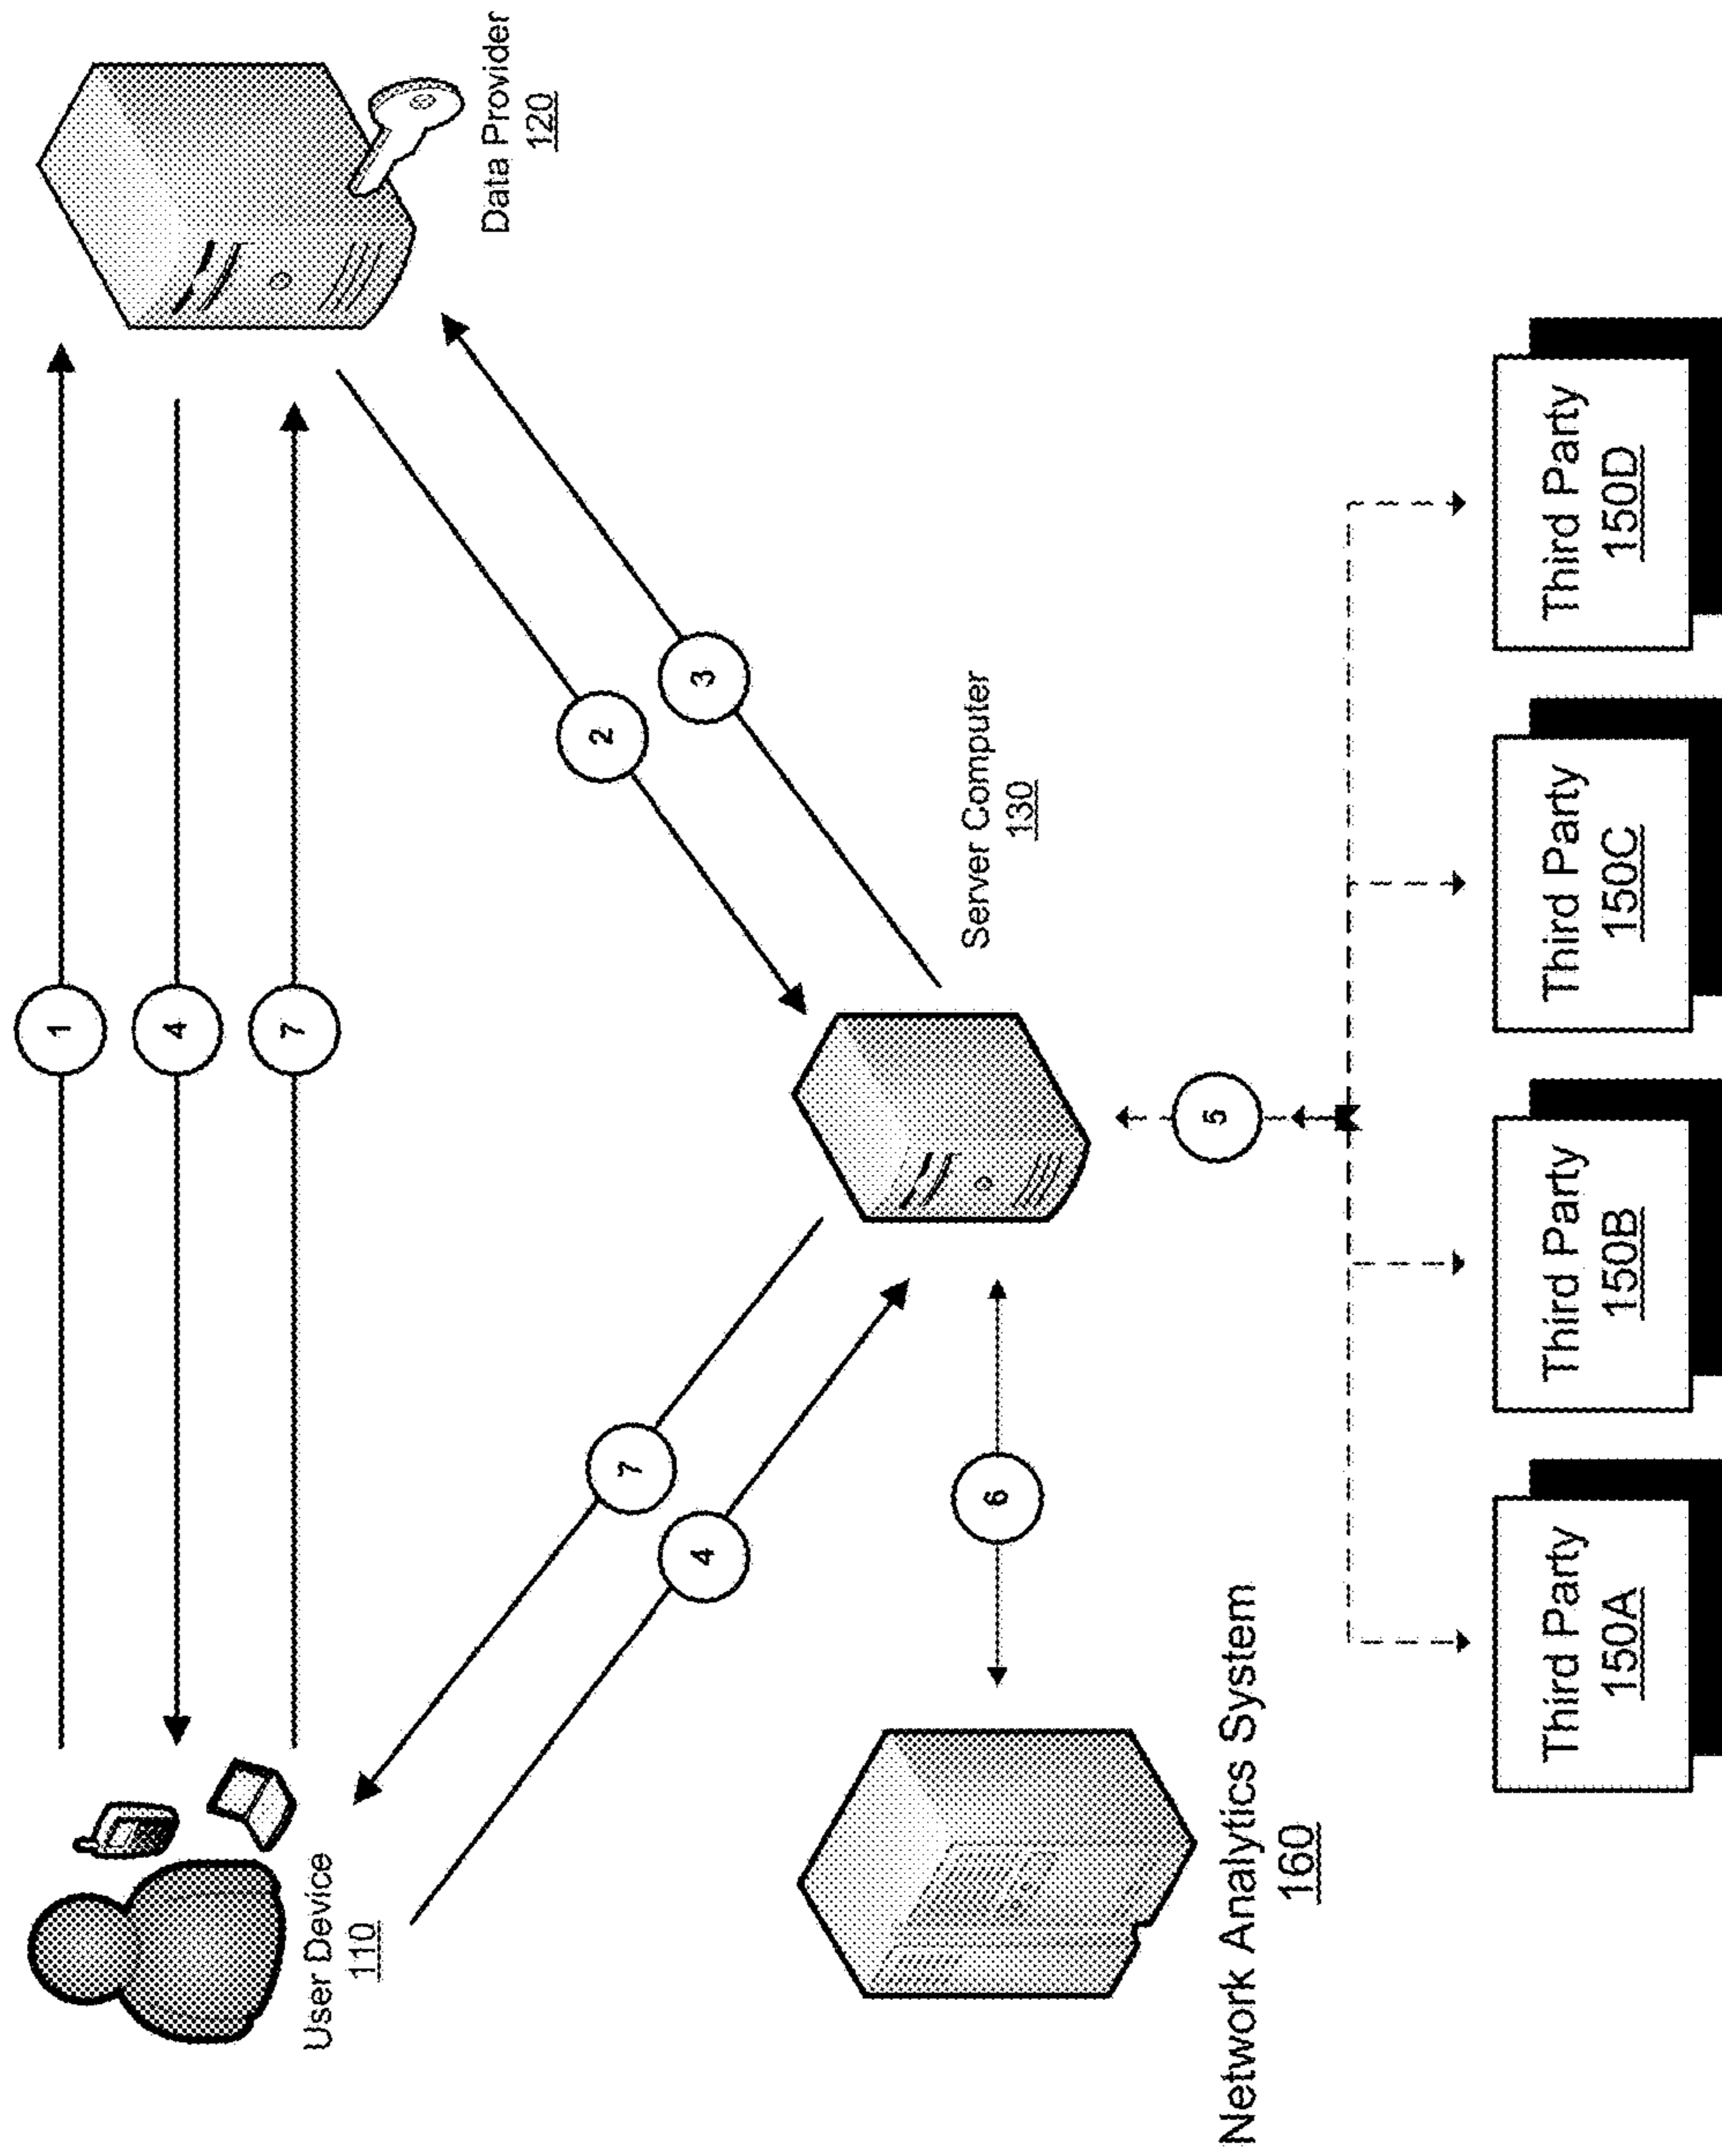 1
4
7
User Device
110
Data Provider
120
2
3
7
4
Server Computer
130
6
5
Network Analytics System
160
Third Party
150A
Third Party
150B
Third Party
150C
Third Party
150D